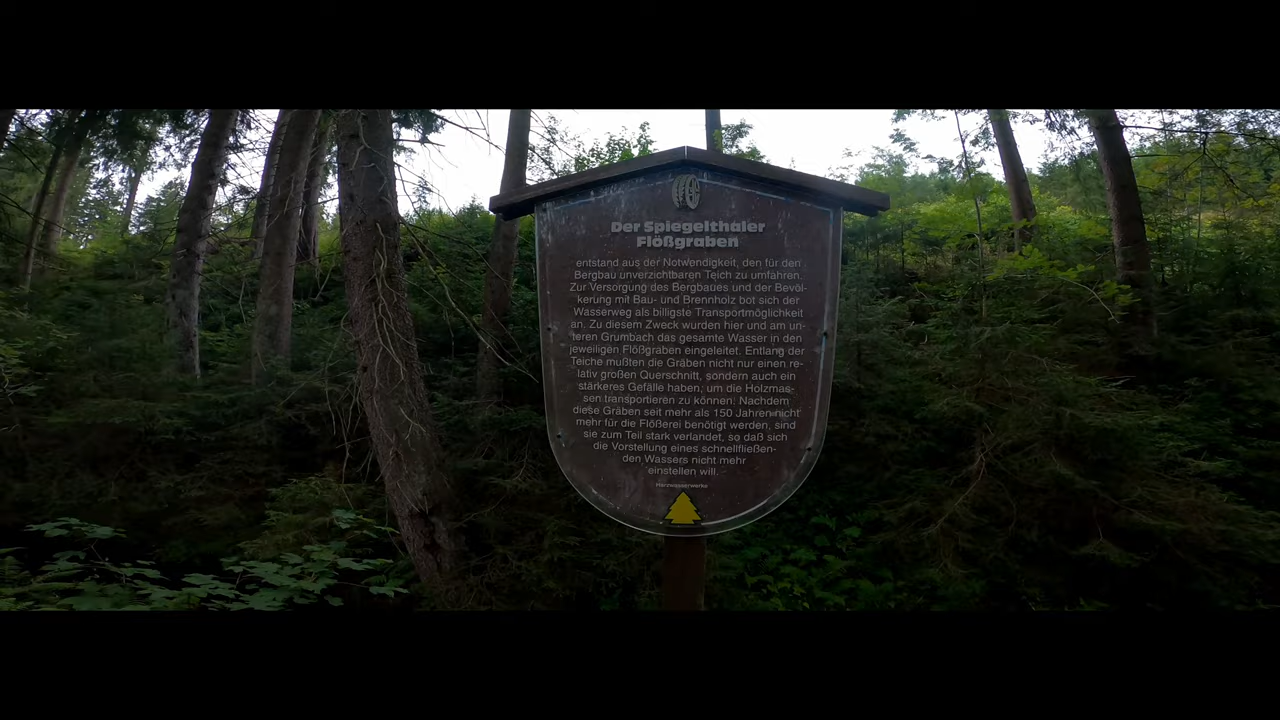 Der Spiegelthaler
Flößgraben
entstand aus der Notwendigkeit, den für den
Bergbau unverzichtbaren Teich zu umfahren.
Zur Versorgung des Bergbaues und der Bevöl-
kerung mit Bau- und Brennholz bot sich der
Wasserweg als billigste Transportmöglichkeit
an. Zu diesem Zweck wurden hier und am un-
teren Grumbach das gesamte Wasser in den
jeweiligen Flößgraben eingeleitet. Entlang der
Teiche mußten die Gräben nicht nur einen re-
lativ großen Querschnitt, sondern auch ein
stärkeres Gefälle haben, um die Holzmas-
sen transportieren zu können. Nachdem
diese Gräben seit mehr als 150 Jahren nicht
mehr für die Flößerei benötigt werden, sind
sie zum Teil stark verlandet, so daß sich
die Vorstellung eines schnellfließen-
den Wassers nicht mehr
einstellen will.
Harzwasserwerke